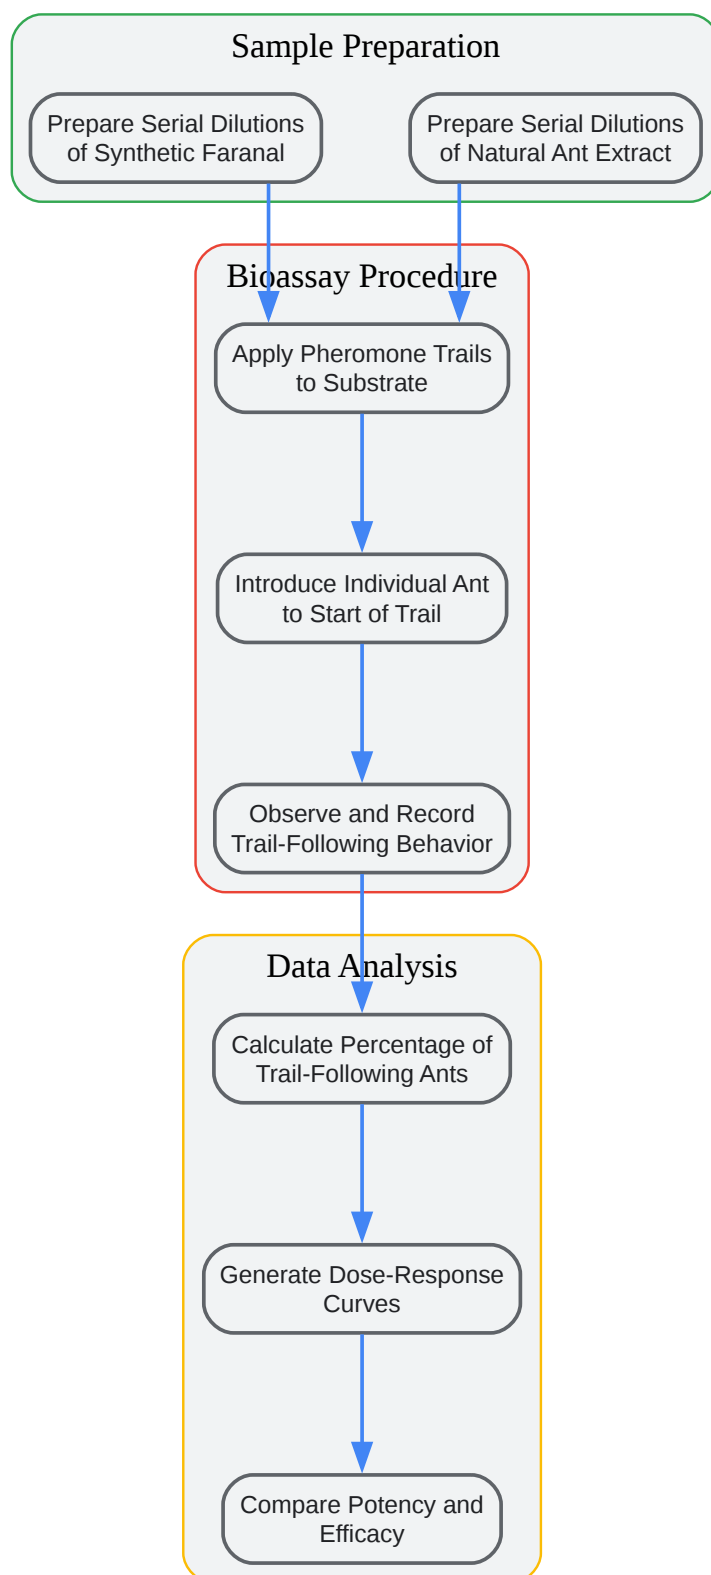 Sample Preparation
Prepare Serial Dilutions
of Synthetic Faranal
Prepare Serial Dilutions
of Natural Ant Extract
Bioassay Procedure
Apply Pheromone Trails
to Substrate
Introduce Individual Ant
to Start of Trail
Observe and Record
Trail-Following Behavior
Data Analysis
Calculate Percentage of
Trail-Following Ants
Generate Dose-Response
Curves
Compare Potency and
Efficacy